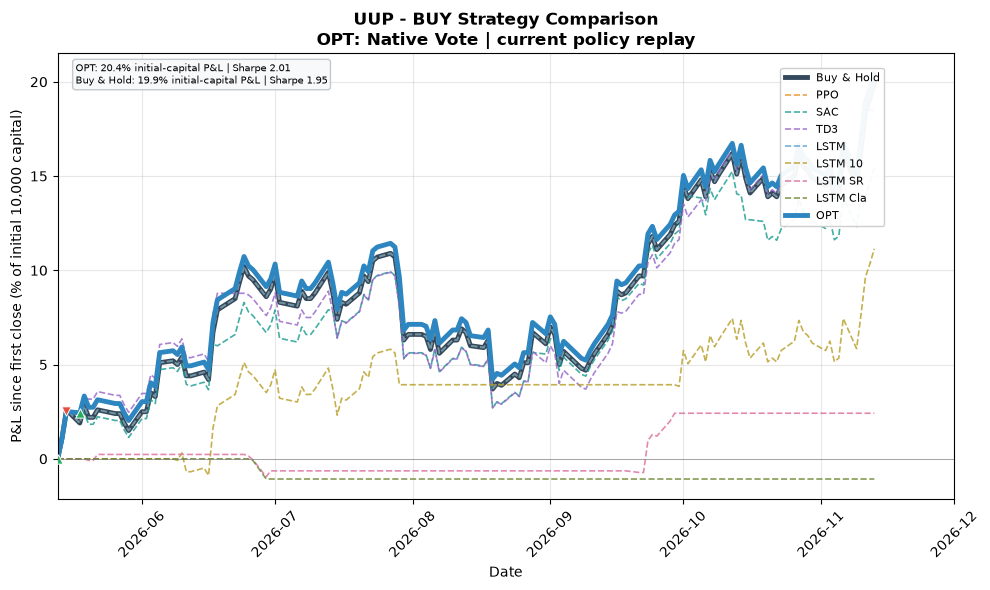 UUP - BUY Strategy Comparison
OPT: Native Vote | current policy replay
OPT: 20.4% initial-capital P&L | Sharpe 2.01
Buy & Hold: 19.9% initial-capital P&L | Sharpe 1.95
Buy & Hold
PPO
SAC
TD3
LSTM
LSTM 10
LSTM SR
LSTM Cla
OPT
P&L since first close (% of initial 10,000 capital)
20
15
10
5
0
2026-06
2026-07
2026-08
2026-09
2026-10
2026-11
2026-12
Date